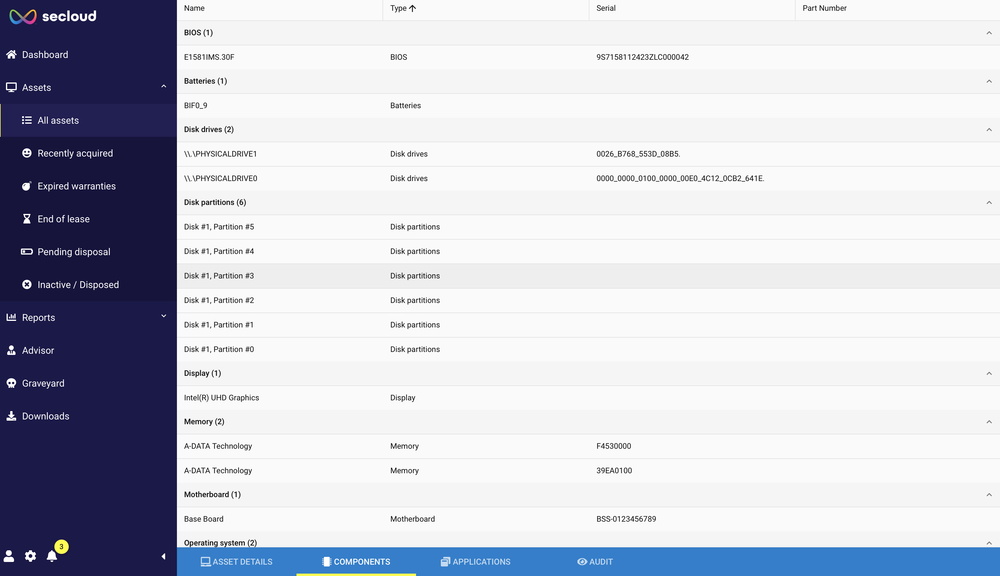 secloud
Dashboard
Assets
All assets
Recently acquired
Expired warranties
End of lease
Pending disposal
Inactive / Disposed
Reports
Advisor
Graveyard
Downloads
3
Name Type Serial Part Number
BIOS (1)
E1581IMS.30F BIOS 9S7158112423ZLC000042
Batteries (1)
BIF0_9 Batteries
Disk drives (2)
\\.\PHYSICALDRIVE1 Disk drives 0026_B768_553D_08B5.
\\.\PHYSICALDRIVE0 Disk drives 0000_0000_0100_0000_00E0_4C12_0CB2_641E.
Disk partitions (6)
Disk #1, Partition #5 Disk partitions
Disk #1, Partition #4 Disk partitions
Disk #1, Partition #3 Disk partitions
Disk #1, Partition #2 Disk partitions
Disk #1, Partition #1 Disk partitions
Disk #1, Partition #0 Disk partitions
Display (1)
Intel(R) UHD Graphics Display
Memory (2)
A-DATA Technology Memory F4530000
A-DATA Technology Memory 39EA0100
Motherboard (1)
Base Board Motherboard BSS-0123456789
Operating system (2)
ASSET DETAILS COMPONENTS APPLICATIONS AUDIT